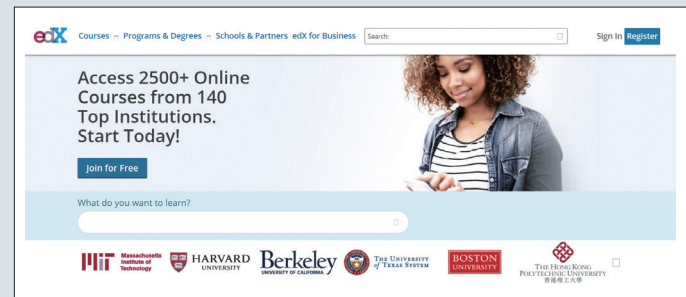 edX Courses Programs & Degrees Schools & Partners edX for Business Search: Sign In Register
Access 2500+ Online
Courses from 140
Top Institutions.
Start Today!
Join for Free
What do you want to learn?
MIT Massachusetts Institute of Technology
HARVARD UNIVERSITY
Berkeley UNIVERSITY OF CALIFORNIA
THE UNIVERSITY of TEXAS SYSTEM
BOSTON UNIVERSITY
THE HONG KONG
POLYTECHNIC UNIVERSITY
香港理工大學